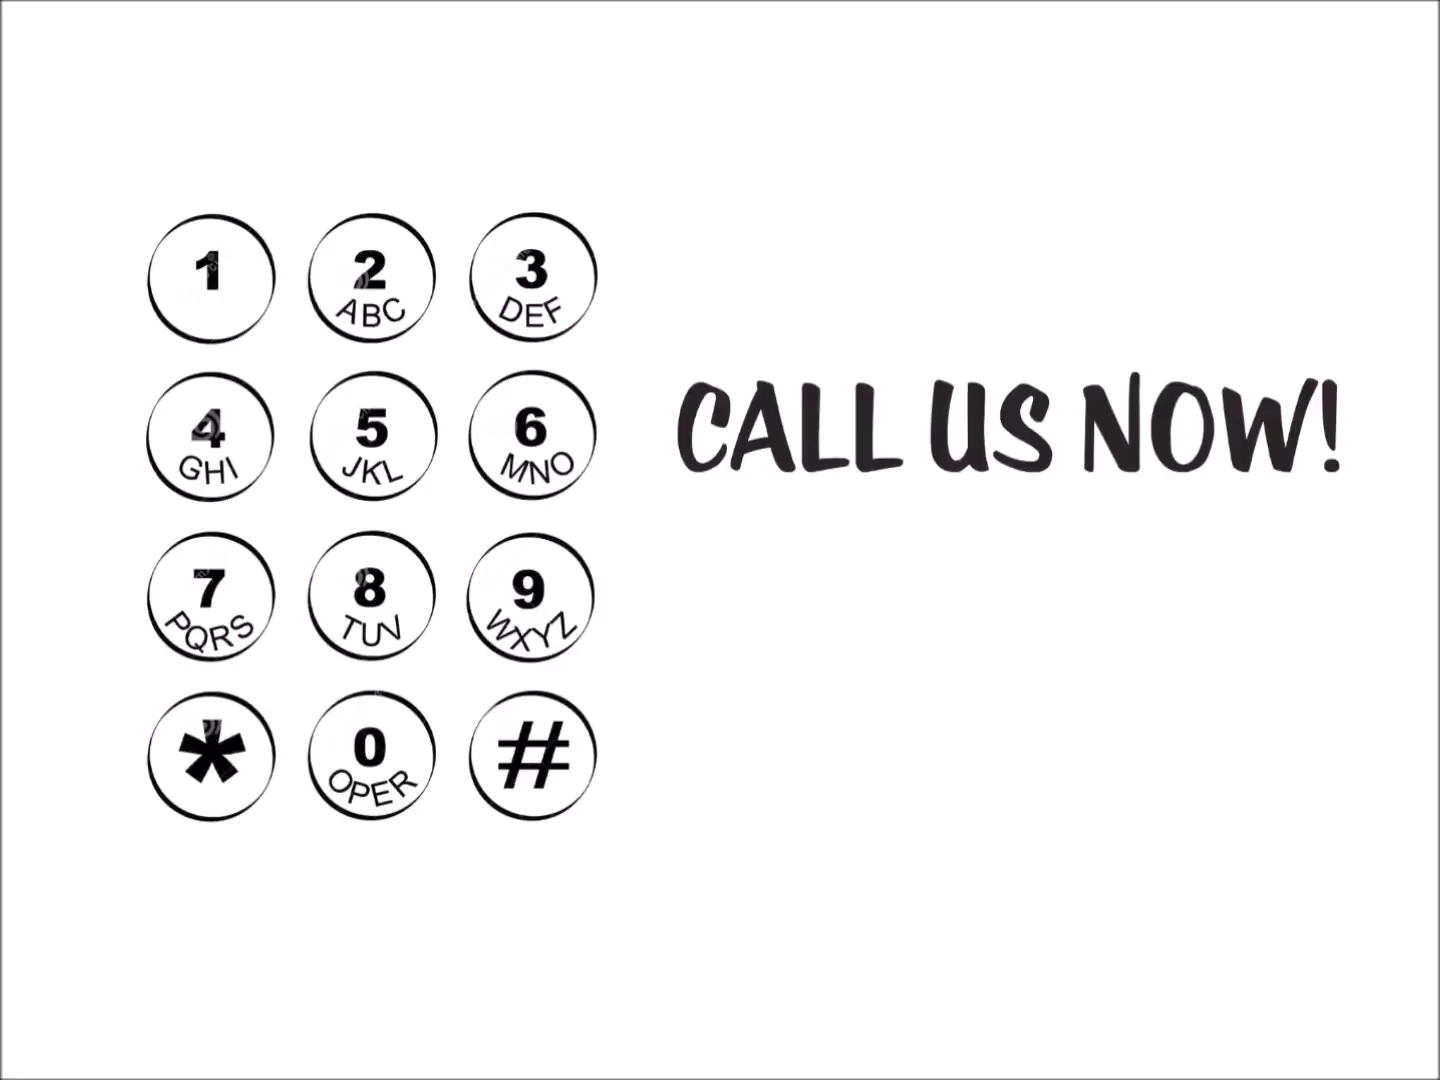 1 2 3
ABC DEF
CALL US NOW!
4 5 6
GHI JKL MNO
7 8 9
PQRS TUV WXYZ
* 0 #
OPER